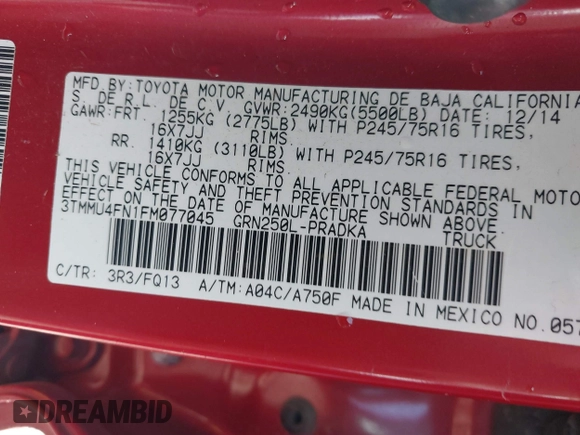 MFD.BY:TOYOTA MOTOR MANUFACTURING DE BAJA CALIFORNIA
S. DE R.L. DE C.V. GVWR:2490KG(5500LB) DATE: 12/14
GAWR:FRT. 1255KG (2775LB) WITH P245/75R16 TIRES,
16X7JJ RIMS
RR. 1410KG (3110LB) WITH P245/75R16 TIRES,
16X7JJ RIMS
THIS VEHICLE CONFORMS TO ALL APPLICABLE FEDERAL MOTO
VEHICLE SAFETY AND THEFT PREVENTION STANDARDS IN
EFFECT ON THE DATE OF MANUFACTURE SHOWN ABOVE.
3TMMU4FN1FM077045 GRN250L-PRADKA TRUCK
C/TR: 3R3/FQ13 A/TM:A04C/A750F MADE IN MEXICO NO.057
DREAMBID